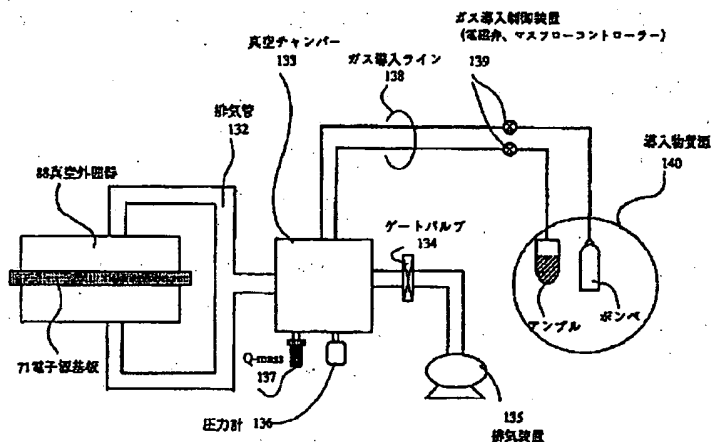 ガス導入制御装置
(電磁弁、マスフローコントローラー)
139
真空チャンバー
133
ガス導入ライン
138
排気管
132
導入物質源
140
88真空外囲器
ゲートバルブ
134
アンプル
ボンベ
71電子源基板
Q-mass
137
圧力計 136
135
排気装置